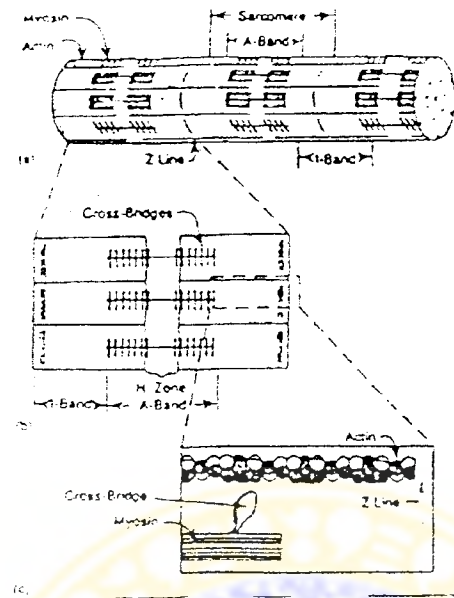 Myosin
Actin
Sarcomere
A-Band
(a)
Z Line
I-Band
Cross-Bridges
H Zone
I-Band
A-Band
(b)
Actin
Z Line
Cross-Bridge
Myosin
(c)